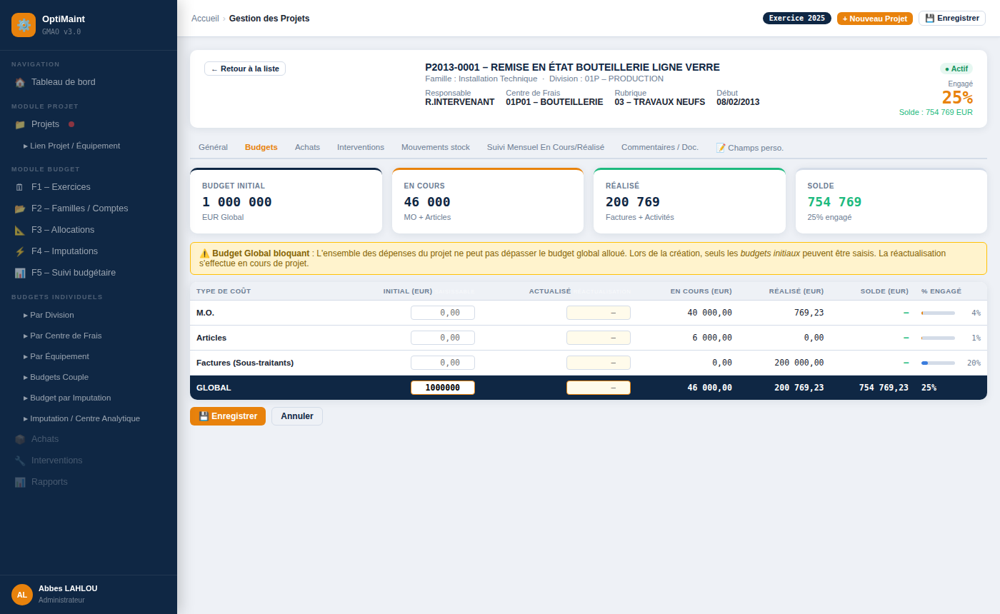 OptiMaint
GMAO v3.0
NAVIGATION
Tableau de bord
MODULE PROJET
Projets
▸ Lien Projet / Équipement
MODULE BUDGET
F1 – Exercices
F2 – Familles / Comptes
F3 – Allocations
F4 – Imputations
F5 – Suivi budgétaire
BUDGETS INDIVIDUELS
▸ Par Division
▸ Par Centre de Frais
▸ Par Équipement
▸ Budgets Couple
▸ Budget par Imputation
▸ Imputation / Centre Analytique
Achats
Interventions
Rapports
AL
Abbes LAHLOU
Administrateur
Accueil › Gestion des Projets
Exercice 2025
+ Nouveau Projet
💾 Enregistrer
← Retour à la liste
P2013-0001 – REMISE EN ÉTAT BOUTEILLERIE LIGNE VERRE
Famille : Installation Technique · Division : 01P – PRODUCTION
Responsable Centre de Frais Rubrique Début
R.INTERVENANT 01P01 – BOUTEILLERIE 03 – TRAVAUX NEUFS 08/02/2013
● Actif
Engagé
25%
Solde : 754 769 EUR
Général Budgets Achats Interventions Mouvements stock Suivi Mensuel En Cours/Réalisé Commentaires / Doc. 📝 Champs perso.
BUDGET INITIAL
1 000 000
EUR Global
EN COURS
46 000
MO + Articles
RÉALISÉ
200 769
Factures + Activités
SOLDE
754 769
25% engagé
⚠️ Budget Global bloquant : L'ensemble des dépenses du projet ne peut pas dépasser le budget global alloué. Lors de la création, seuls les budgets initiaux peuvent être saisis. La réactualisation
s'effectue en cours de projet.
TYPE DE COÛT INITIAL (EUR) ACTUALISÉ EN COURS (EUR) RÉALISÉ (EUR) SOLDE (EUR) % ENGAGÉ
M.O. 0,00 – 40 000,00 769,23 – 4%
Articles 0,00 – 6 000,00 0,00 – 1%
Factures (Sous-traitants) 0,00 – 0,00 200 000,00 – 20%
GLOBAL 1000000 – 46 000,00 200 769,23 754 769,23 25%
💾 Enregistrer
Annuler